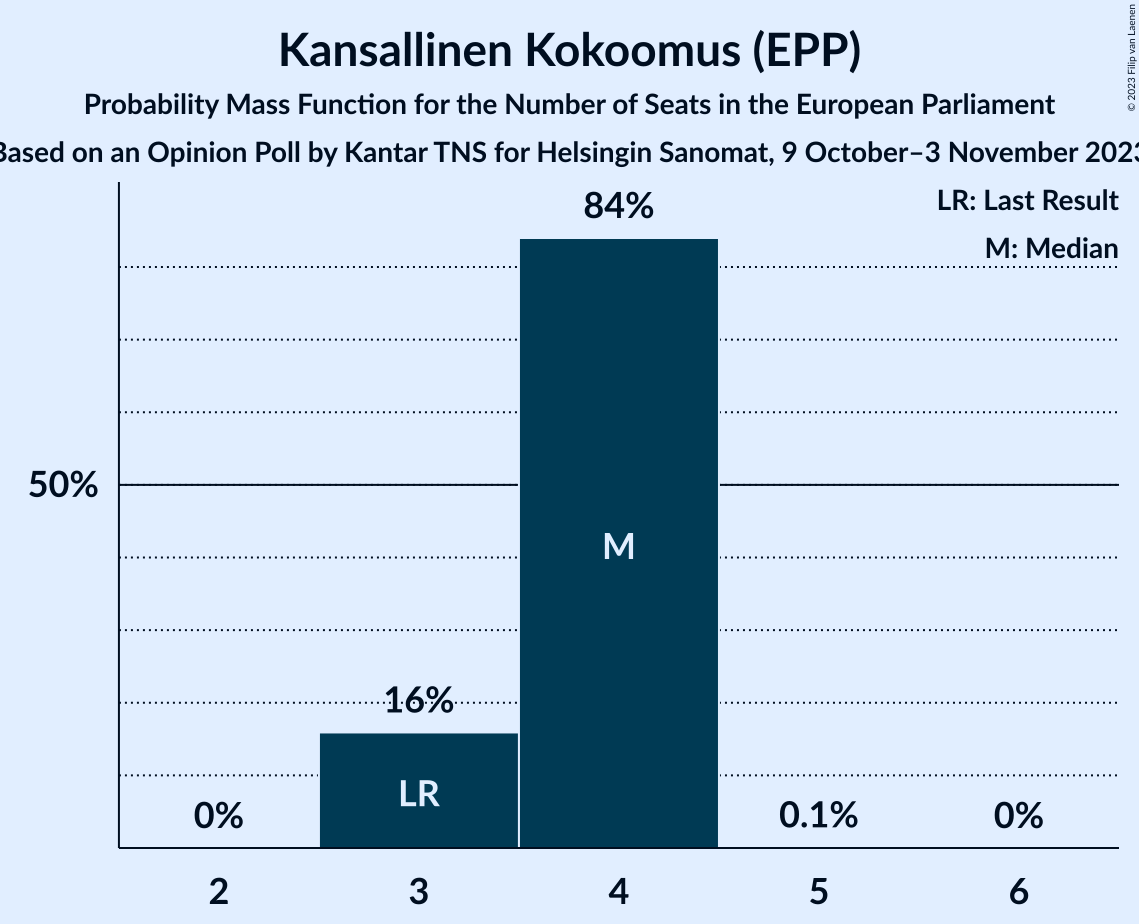 Kansallinen Kokoomus (EPP)
Probability Mass Function for the Number of Seats in the European Parliament
Based on an Opinion Poll by Kantar TNS for Helsingin Sanomat, 9 October–3 November 2023
© 2023 Filip van Laenen
LR: Last Result
M: Median
84%
50%
M
16%
LR
0%
0.1%
0%
2
3
4
5
6